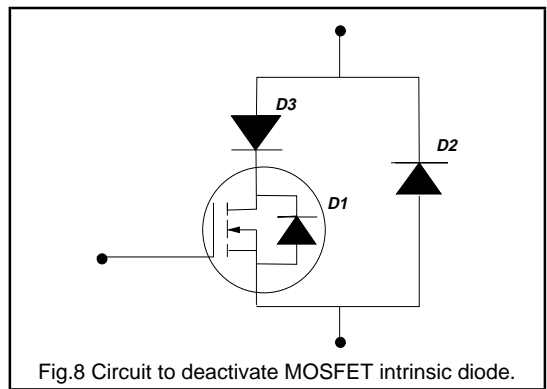 D3
D2
D1
Fig.8 Circuit to deactivate MOSFET intrinsic diode.